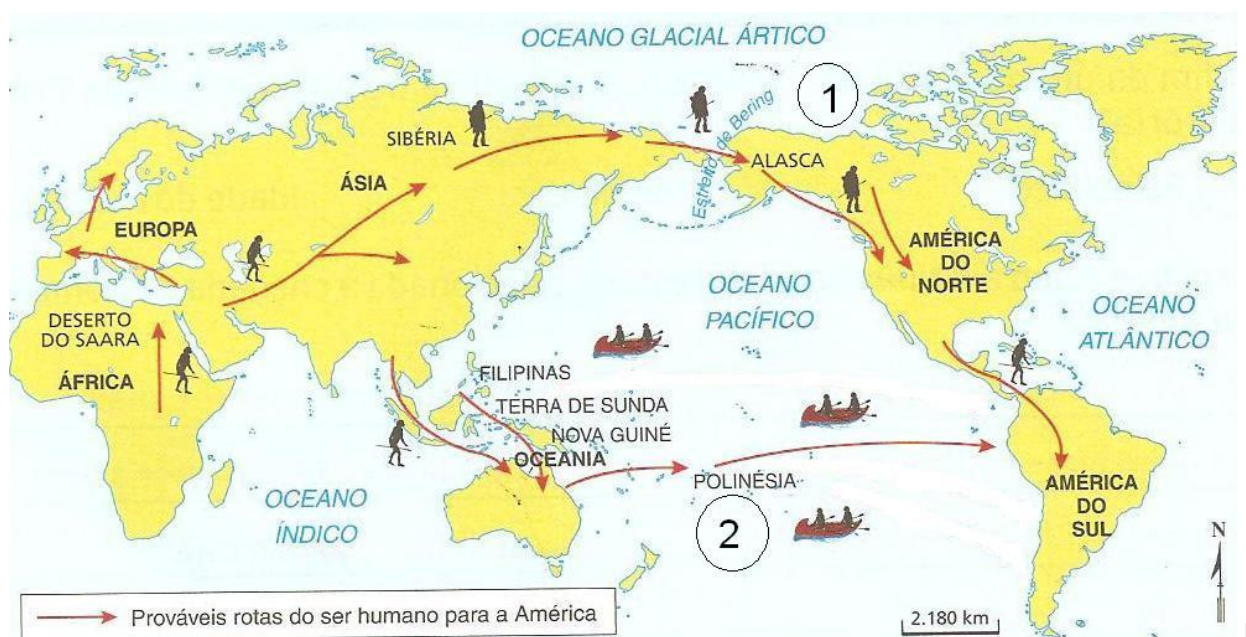 OCEANO GLACIAL ÁRTICO
1
Estreito de Bering
SIBÉRIA
ALASCA
ÁSIA
EUROPA
AMÉRICA
DO
NORTE
OCEANO
PACÍFICO
OCEANO
ATLÂNTICO
DESERTO
DO SAARA
ÁFRICA
FILIPINAS
TERRA DE SUNDA
NOVA GUINÉ
OCEANIA
POLINÉSIA
2
OCEANO
ÍNDICO
AMÉRICA
DO
SUL
N
Prováveis rotas do ser humano para a América
2.180 km